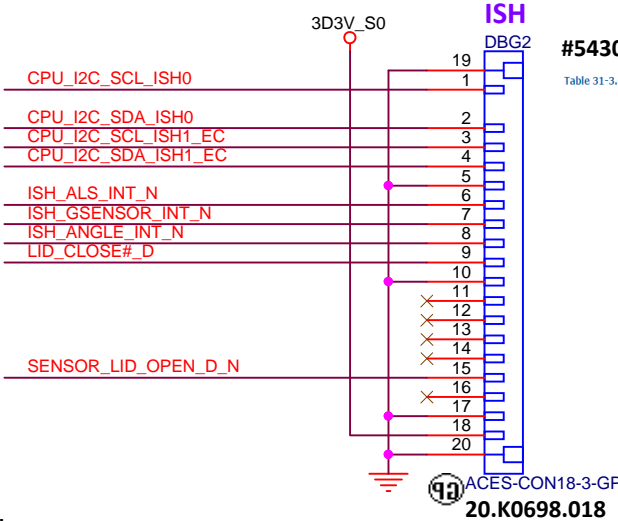 ISH
3D3V_S0
DBG2
#5430
Table 31-3.
19
CPU_I2C_SCL_ISH0 1
CPU_I2C_SDA_ISH0 2
CPU_I2C_SCL_ISH1_EC 3
CPU_I2C_SDA_ISH1_EC 4
5
ISH_ALS_INT_N 6
ISH_GSENSOR_INT_N 7
ISH_ANGLE_INT_N 8
LID_CLOSE#_D 9
10
11
12
13
14
SENSOR_LID_OPEN_D_N 15
16
17
18
20
ACES-CON18-3-GP
20.K0698.018